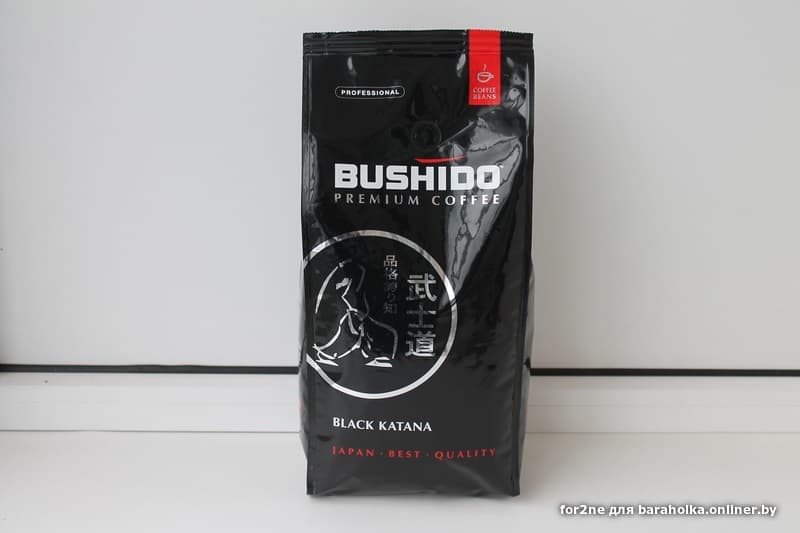 PROFESSIONAL
COFFEE
BEANS
BUSHIDO
PREMIUM COFFEE
武士道
BLACK KATANA
JAPAN · BEST · QUALITY
for2ne для baraholka.onliner.by